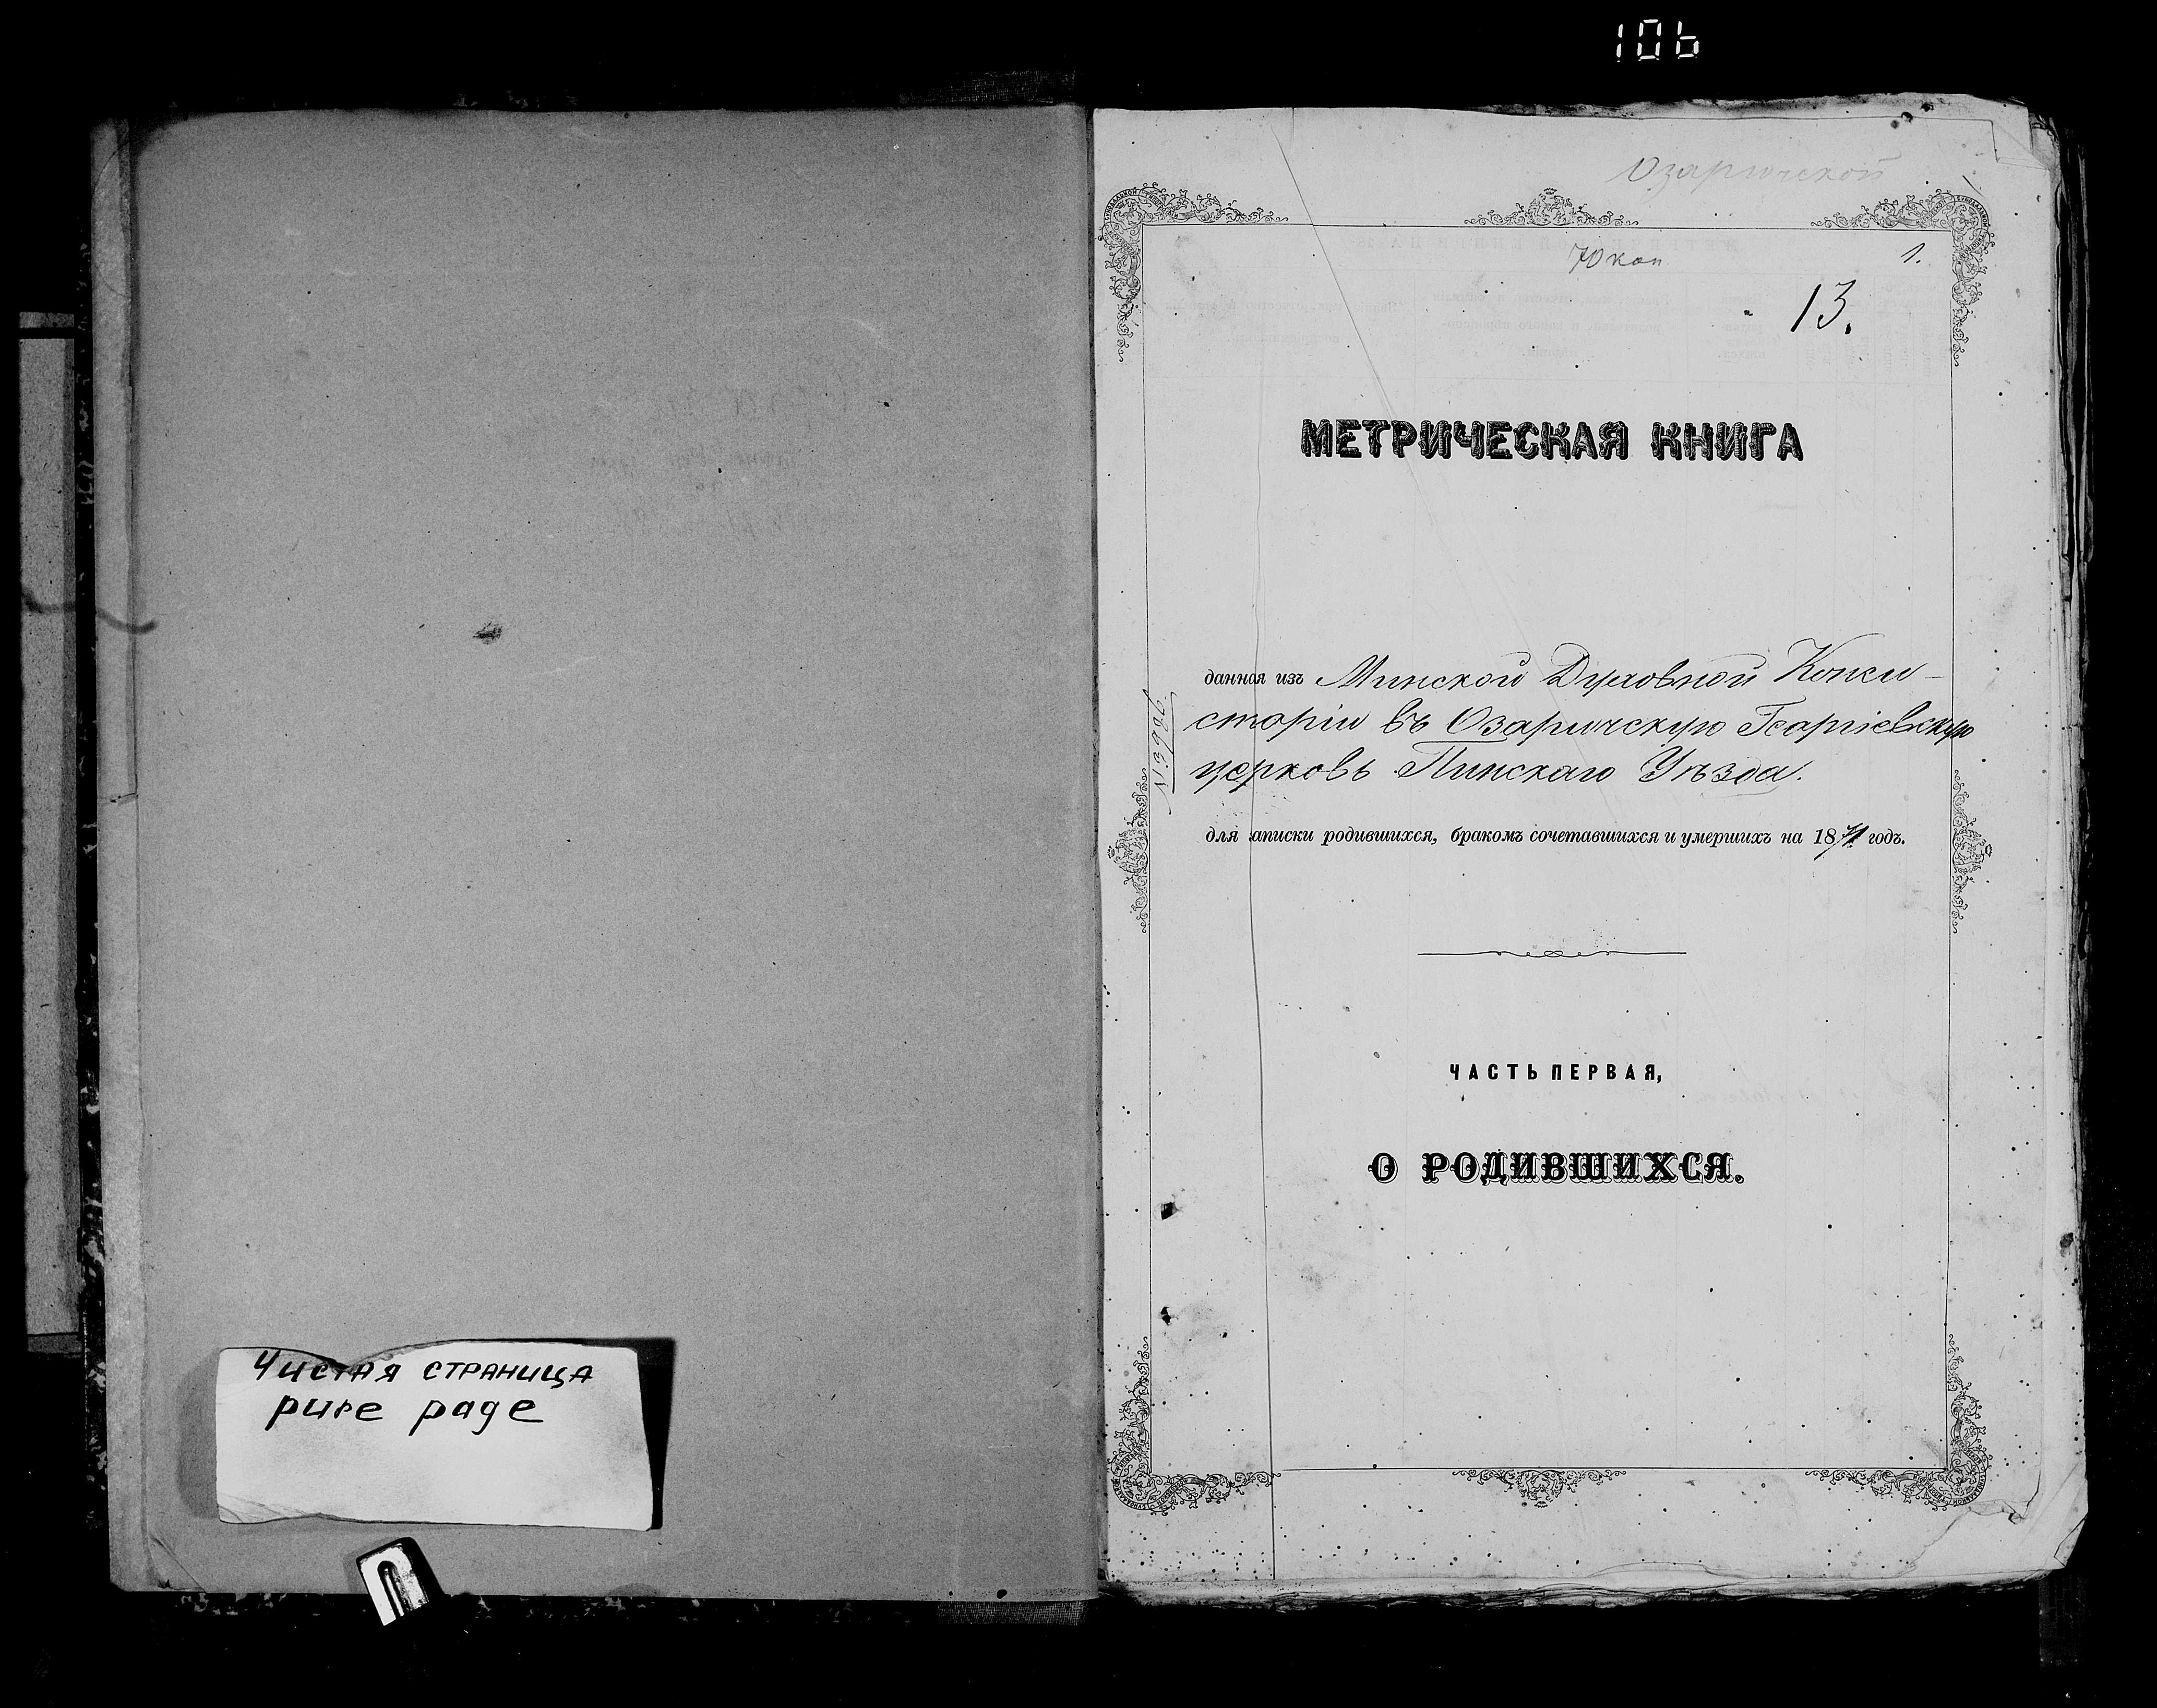 106
Чистая страница
pure page
Озаричской
70 коп
1.
13.
МЕТРИЧЕСКАЯ КНИГА
данная изъ Минской Духовной Конси-
сторіи въ Озаричскую Георгіевскую
церковь Пинскаго Уѣзда.
для записки родившихся, бракомъ сочетавшихся и умершихъ на 1871 годъ.
ЧАСТЬ ПЕРВАЯ,
О РОДИВШИХСЯ.